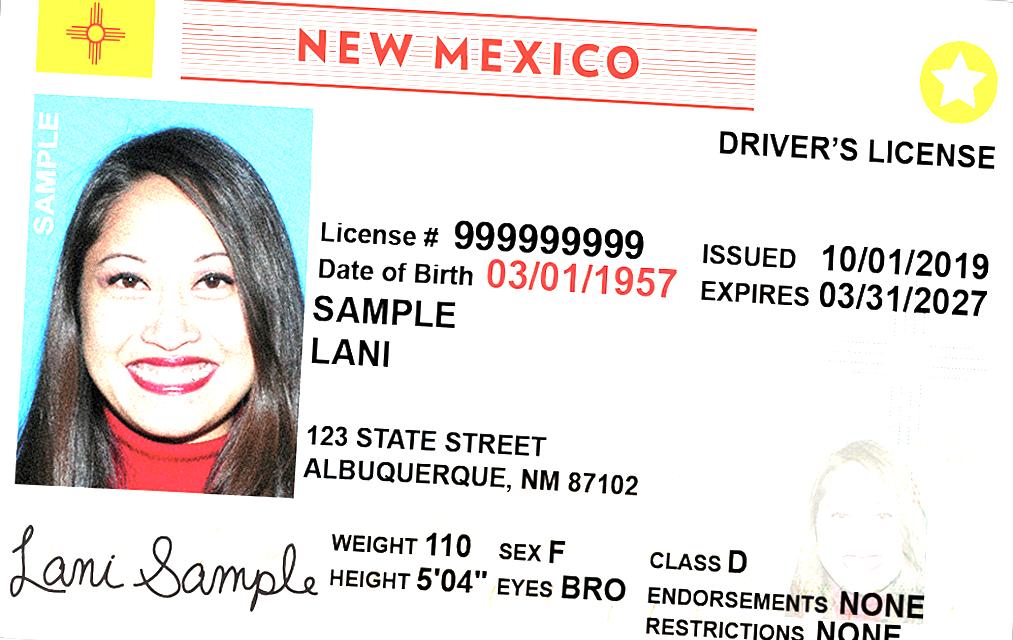 NEW MEXICO
DRIVER'S LICENSE
SAMPLE
License # 999999999
Date of Birth 03/01/1957
ISSUED 10/01/2019
EXPIRES 03/31/2027
SAMPLE
LANI
123 STATE STREET
ALBUQUERQUE, NM 87102
Lani Sample
WEIGHT 110 SEX F
HEIGHT 5'04" EYES BRO
CLASS D
ENDORSEMENTS NONE
RESTRICTIONS NONE